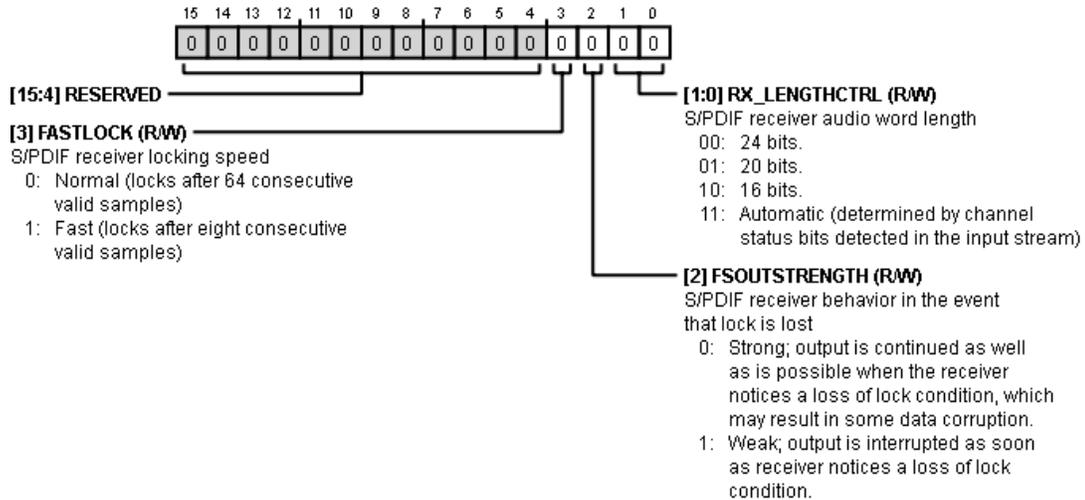 15 14 13 12 11 10 9 8 7 6 5 4 3 2 1 0
0 0 0 0 0 0 0 0 0 0 0 0 0 0 0 0
[15:4] RESERVED
[3] FASTLOCK (R/W)
S/PDIF receiver locking speed
0: Normal (locks after 64 consecutive
valid samples)
1: Fast (locks after eight consecutive
valid samples)
[1:0] RX_LENGTHCTRL (R/W)
S/PDIF receiver audio word length
00: 24 bits.
01: 20 bits.
10: 16 bits.
11: Automatic (determined by channel
status bits detected in the input stream)
[2] FSOUTSTRENGTH (R/W)
S/PDIF receiver behavior in the event
that lock is lost
0: Strong; output is continued as well
as is possible when the receiver
notices a loss of lock condition, which
may result in some data corruption.
1: Weak; output is interrupted as soon
as receiver notices a loss of lock
condition.